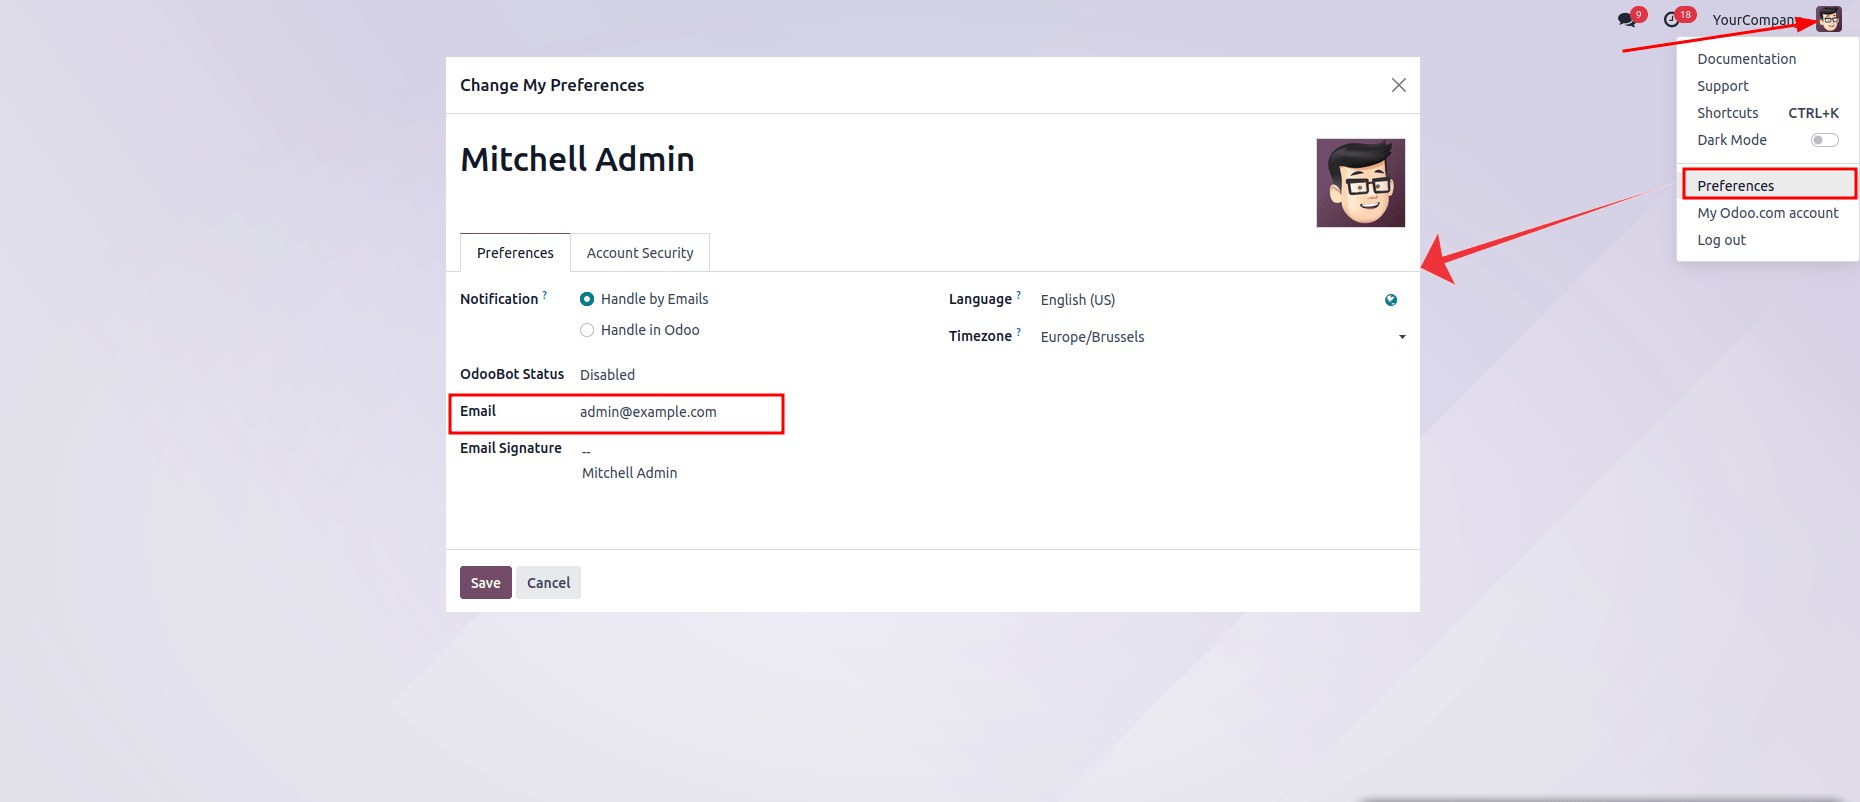 9 18 YourCompany
Documentation
Support
Shortcuts CTRL+K
Dark Mode
Preferences
My Odoo.com account
Log out
Change My Preferences
Mitchell Admin
Preferences Account Security
Notification ? Handle by Emails
Handle in Odoo
OdooBot Status Disabled
Email admin@example.com
Email Signature --
Mitchell Admin
Language ? English (US)
Timezone ? Europe/Brussels
Save Cancel